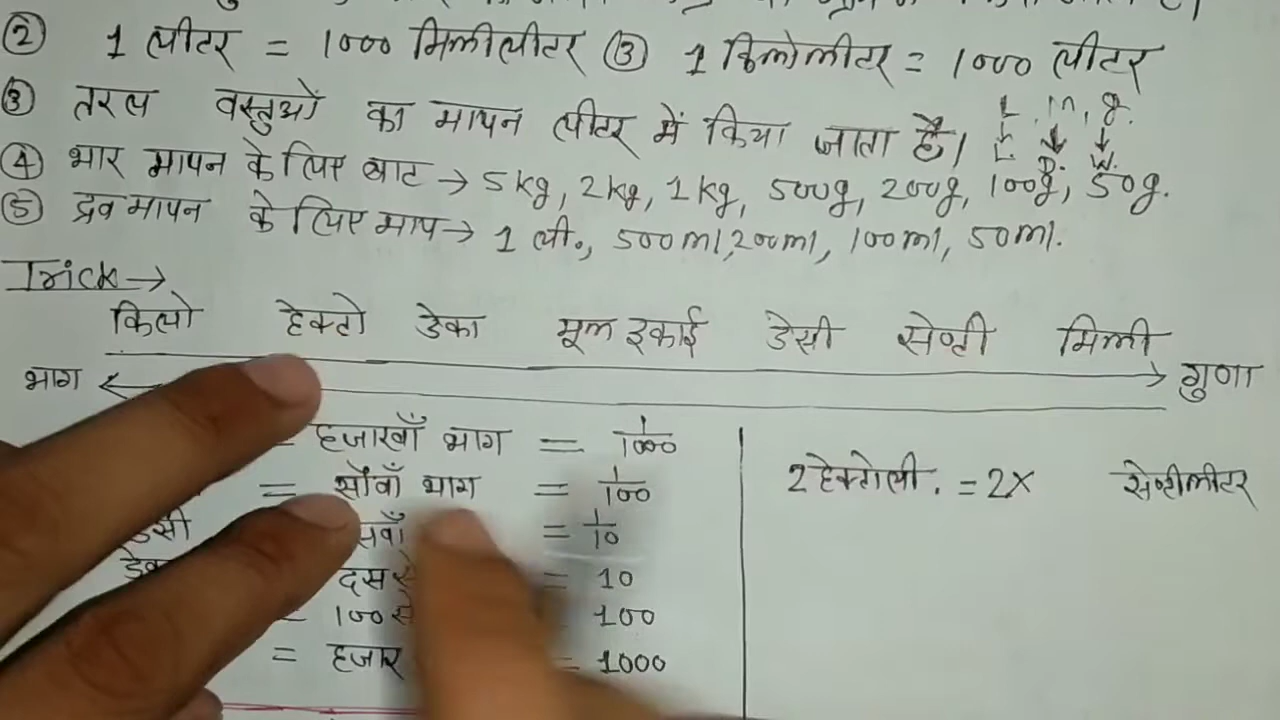 ② 1 लीटर = 1000 मिलीलीटर ③ 1 किलोलीटर = 1000 लीटर
③ तरल वस्तुओं का मापन लीटर में किया जाता है। L, m, g.
④ भार मापन के लिए बाट → 5kg, 2kg, 1kg, 500g, 200g, 100g, 50g.
⑤ द्रव मापन के लिए माप → 1 ली०, 500ml, 200ml, 100ml, 50ml.
Trick →
किलो हेक्टो डेका मूल इकाई डेसी सेण्टी मिली
भाग ← → गुणा
= हजारवाँ भाग = 1/1000
= सौवाँ भाग = 1/100
डेसी = 1/10
= 10
= 100
= हजार = 1000
2 हेक्टोली. = 2× सेण्टीलीटर